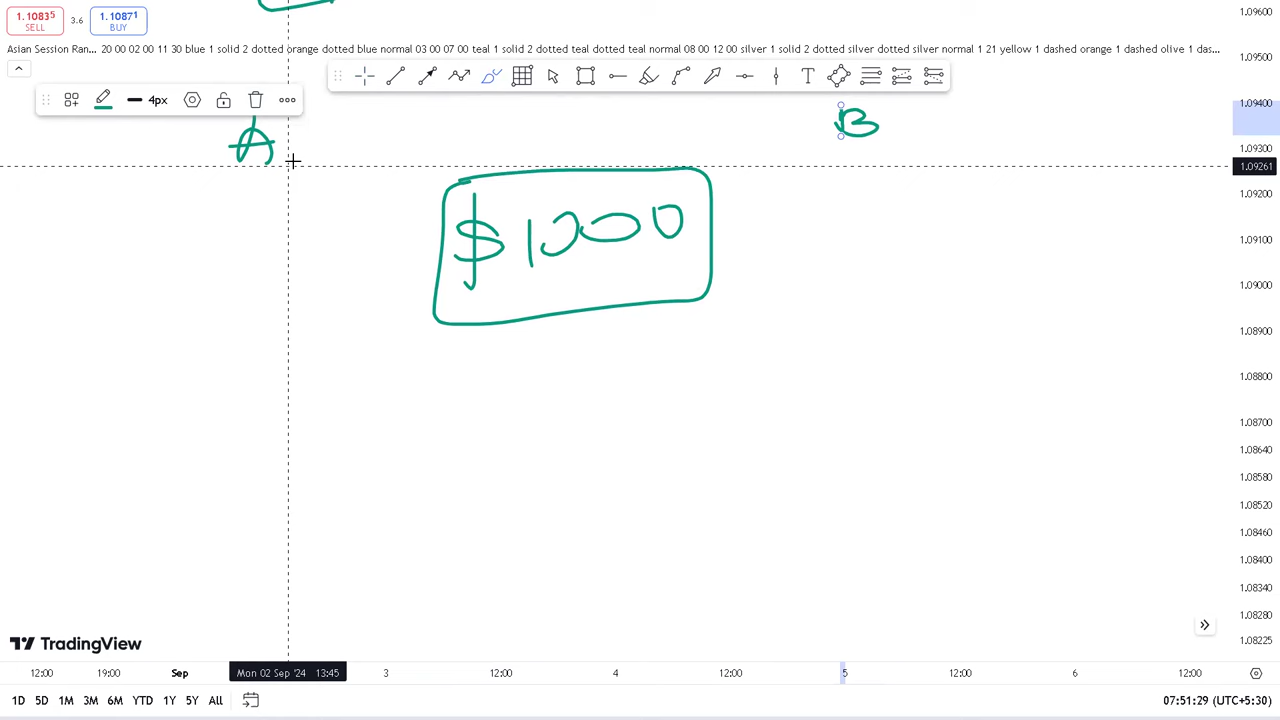 1.10835 SELL 3.6 1.10871 BUY
Asian Session Ran... 20 00 02 00 11 30 blue 1 solid 2 dotted orange dotted blue normal 03 00 07 00 teal 1 solid 2 dotted teal dotted teal normal 08 00 12 00 silver 1 solid 2 dotted silver dotted silver normal 1 21 yellow 1 dashed orange 1 dashed olive 1 das...
4px
T
A
B
$1000
1.09600
1.09500
1.09400
1.09300
1.09261
1.09200
1.09100
1.09000
1.08900
1.08800
1.08700
1.08640
1.08580
1.08520
1.08460
1.08400
1.08340
1.08280
1.08225
TradingView
12:00 19:00 Sep Mon 02 Sep '24 13:45 3 12:00 4 12:00 5 12:00 6 12:00
1D 5D 1M 3M 6M YTD 1Y 5Y All 07:51:29 (UTC+5:30)